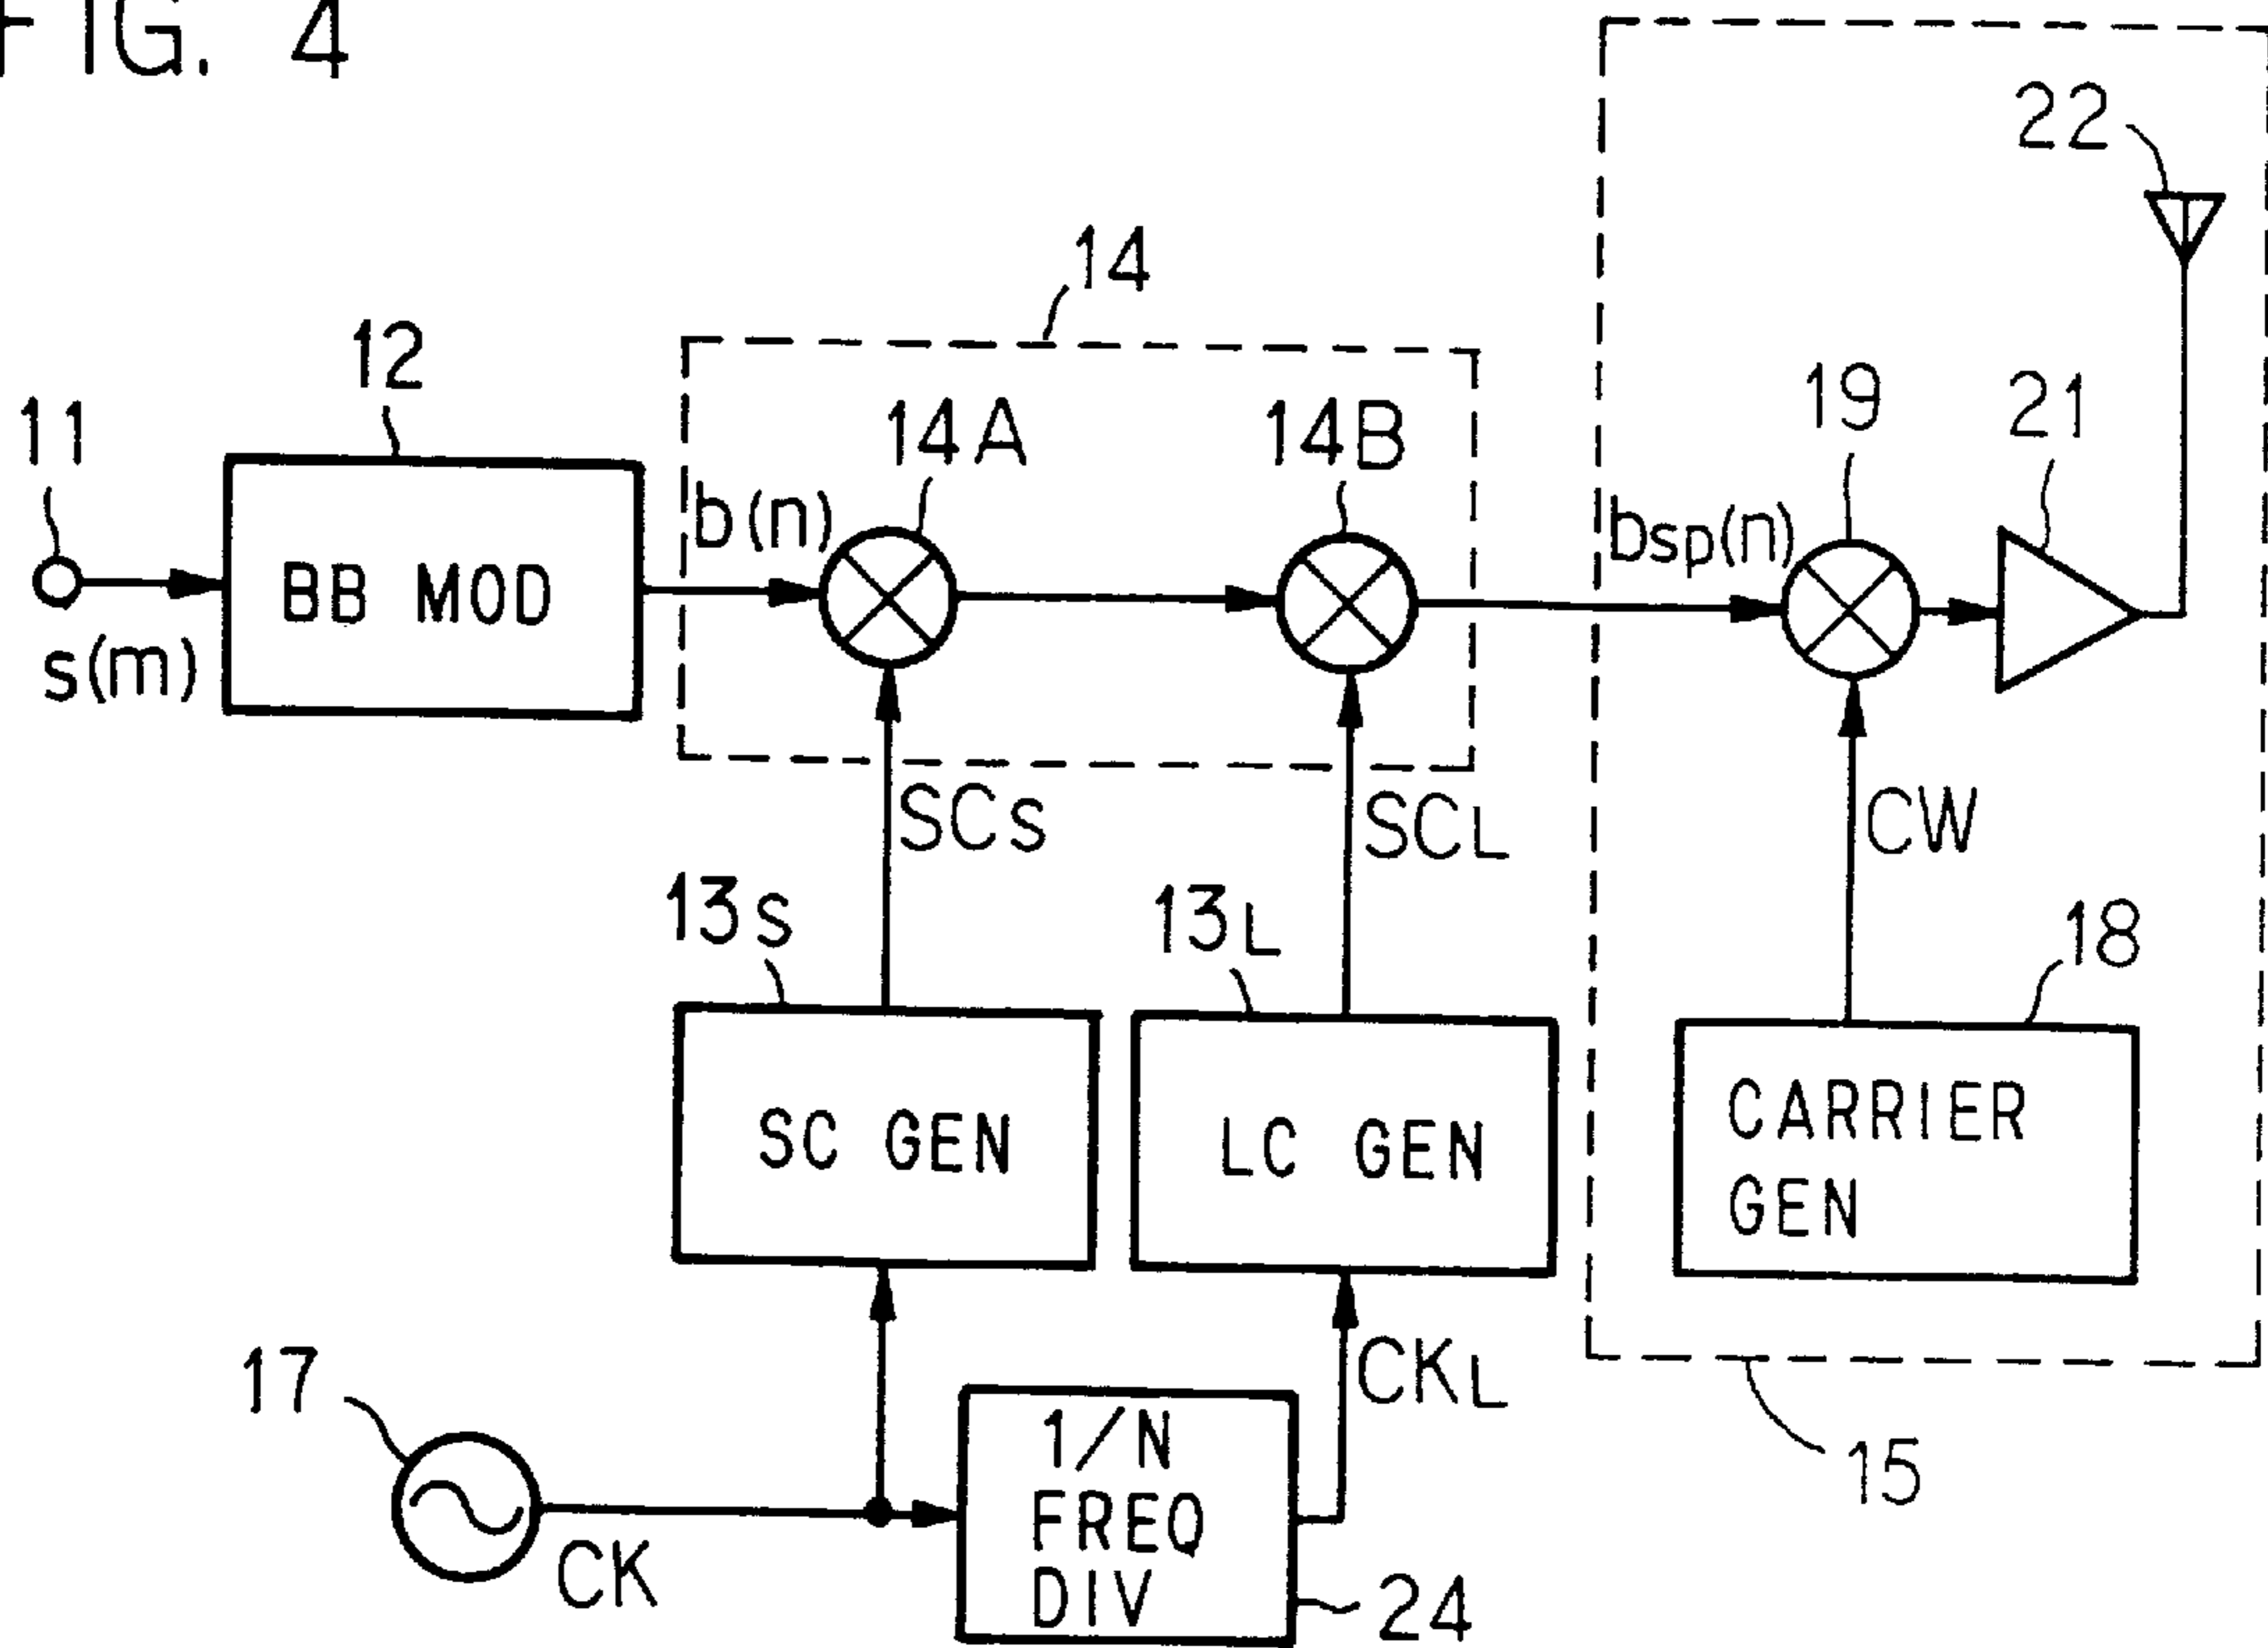 FIG. 4
22
14
12
19
21
11
14A
14B
b(n)
bsp(n)
BB MOD
s(m)
SCs
SCL
CW
13s
13L
18
SC GEN
LC GEN
CARRIER
GEN
17
CKL
1/N
FREQ
DIV
15
CK
24